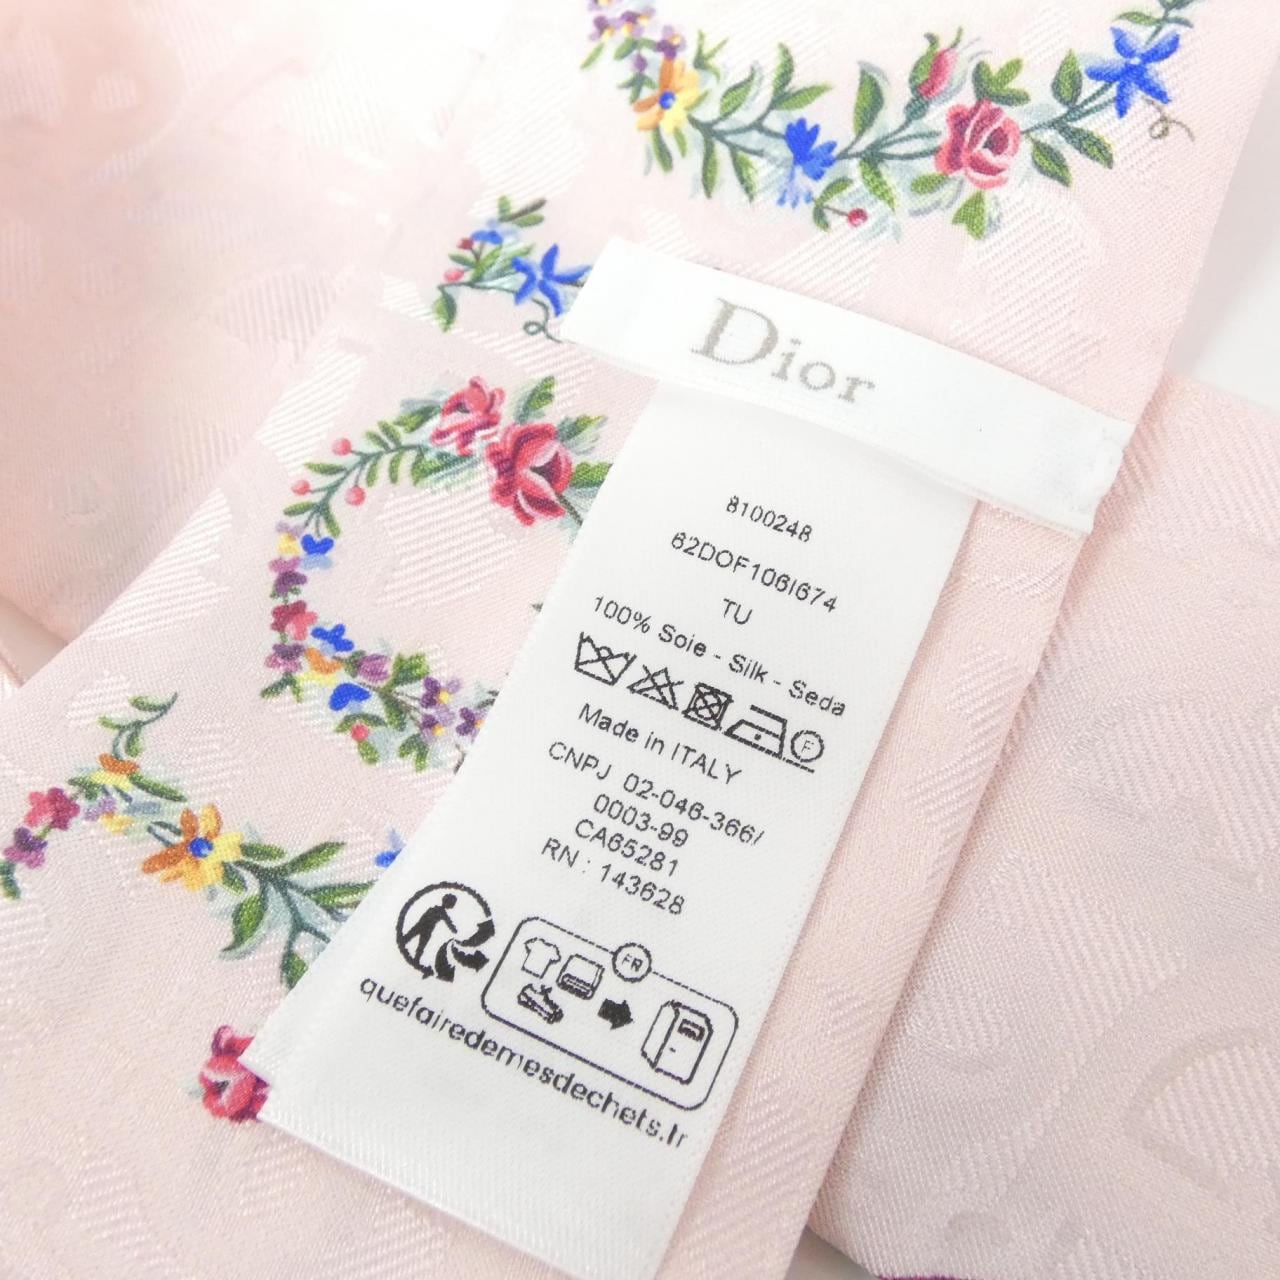 Dior
8100248
62DOF106I674
TU
100% Soie - Silk - Seda
F
Made in ITALY
CNPJ 02-046-366/
0003-99
CA65281
RN : 143628
FR
quefairedemesdechets.fr